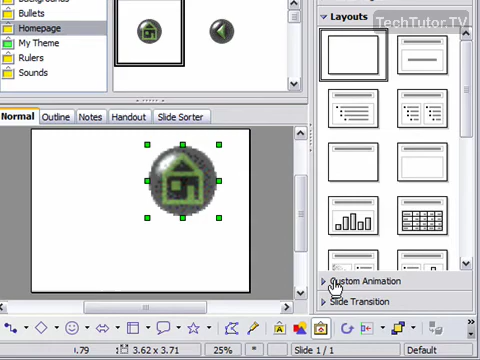 Backgrounds
Bullets
Homepage
My Theme
Rulers
Sounds
Layouts
TechTutor.TV
Normal
Outline
Notes
Handout
Slide Sorter
Custom Animation
Slide Transition
.79
3.62 x 3.71
25%
Slide 1 / 1
Default